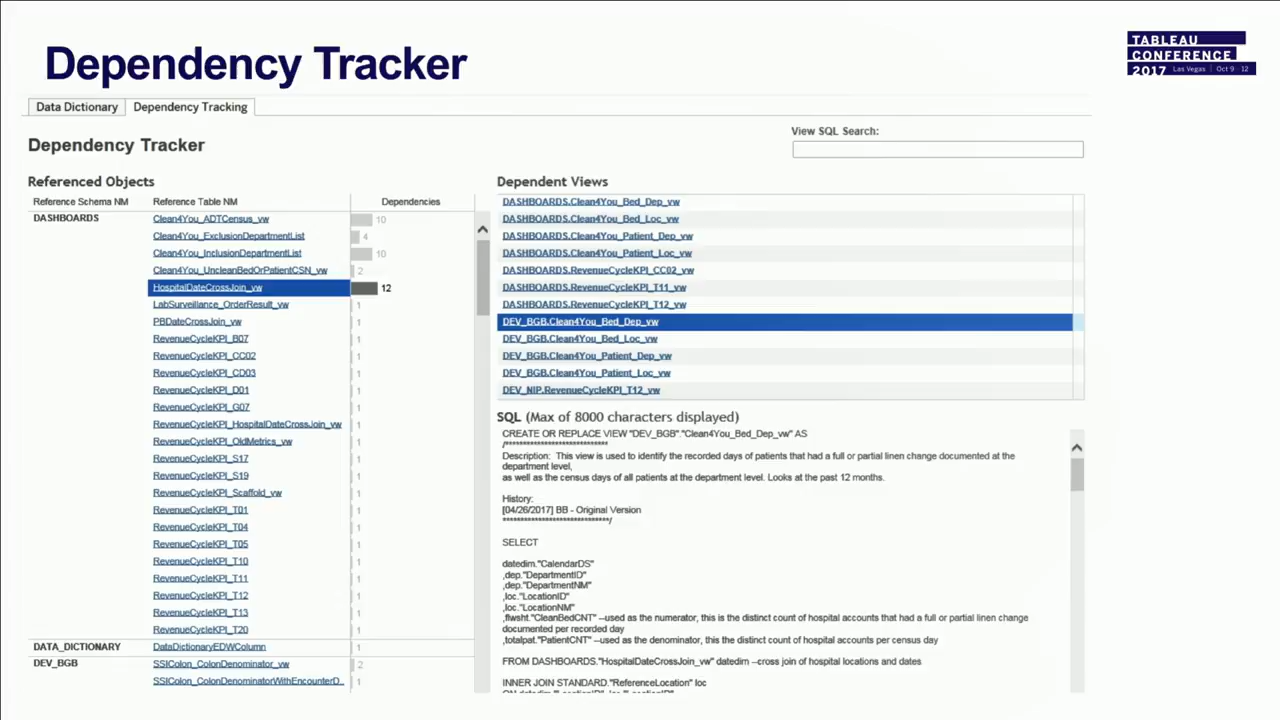 Dependency Tracker
TABLEAU
CONFERENCE
2017 Las Vegas | Oct 9 - 12
Data Dictionary
Dependency Tracking
Dependency Tracker
View SQL Search:
Referenced Objects
Reference Schema NM Reference Table NM Dependencies
DASHBOARDS Clean4You_ADTCensus_vw 10
Clean4You_ExclusionDepartmentList 4
Clean4You_InclusionDepartmentList 10
Clean4You_UncleanBedOrPatientCSN_vw 2
HospitalDateCrossJoin_vw 12
LabSurveillance_OrderResult_vw 1
PBDateCrossJoin_vw 1
RevenueCycleKPI_B07 1
RevenueCycleKPI_CC02 1
RevenueCycleKPI_CD03 1
RevenueCycleKPI_D01 1
RevenueCycleKPI_G07 1
RevenueCycleKPI_HospitalDateCrossJoin_vw 1
RevenueCycleKPI_OldMetrics_vw 1
RevenueCycleKPI_S17 1
RevenueCycleKPI_S19 1
RevenueCycleKPI_Scaffold_vw 1
RevenueCycleKPI_T01 1
RevenueCycleKPI_T04 1
RevenueCycleKPI_T05 1
RevenueCycleKPI_T10 1
RevenueCycleKPI_T11 1
RevenueCycleKPI_T12 1
RevenueCycleKPI_T13 1
RevenueCycleKPI_T20 1
DATA_DICTIONARY DataDictionaryEDWColumn 1
DEV_BGB SSIColon_ColonDenominator_vw 2
SSIColon_ColonDenominatorWithEncounterD.. 1
Dependent Views
DASHBOARDS.Clean4You_Bed_Dep_vw
DASHBOARDS.Clean4You_Bed_Loc_vw
DASHBOARDS.Clean4You_Patient_Dep_vw
DASHBOARDS.Clean4You_Patient_Loc_vw
DASHBOARDS.RevenueCycleKPI_CC02_vw
DASHBOARDS.RevenueCycleKPI_T11_vw
DASHBOARDS.RevenueCycleKPI_T12_vw
DEV_BGB.Clean4You_Bed_Dep_vw
DEV_BGB.Clean4You_Bed_Loc_vw
DEV_BGB.Clean4You_Patient_Dep_vw
DEV_BGB.Clean4You_Patient_Loc_vw
DEV_NIP.RevenueCycleKPI_T12_vw
SQL (Max of 8000 characters displayed)
CREATE OR REPLACE VIEW "DEV_BGB"."Clean4You_Bed_Dep_vw" AS
/****************************
Description: This view is used to identify the recorded days of patients that had a full or partial linen change documented at the
department level,
as well as the census days of all patients at the department level. Looks at the past 12 months.
History:
[04/26/2017] BB - Original Version
*****************************/
SELECT
datedim."CalendarDS"
,dep."DepartmentID"
,dep."DepartmentNM"
,loc."LocationID"
,loc."LocationNM"
,flwsht."CleanBedCNT" --used as the numerator, this is the distinct count of hospital accounts that had a full or partial linen change
documented per recorded day
,totalpat."PatientCNT" --used as the denominator, this the distinct count of hospital accounts per census day
FROM DASHBOARDS."HospitalDateCrossJoin_vw" datedim --cross join of hospital locations and dates
INNER JOIN STANDARD."ReferenceLocation" loc